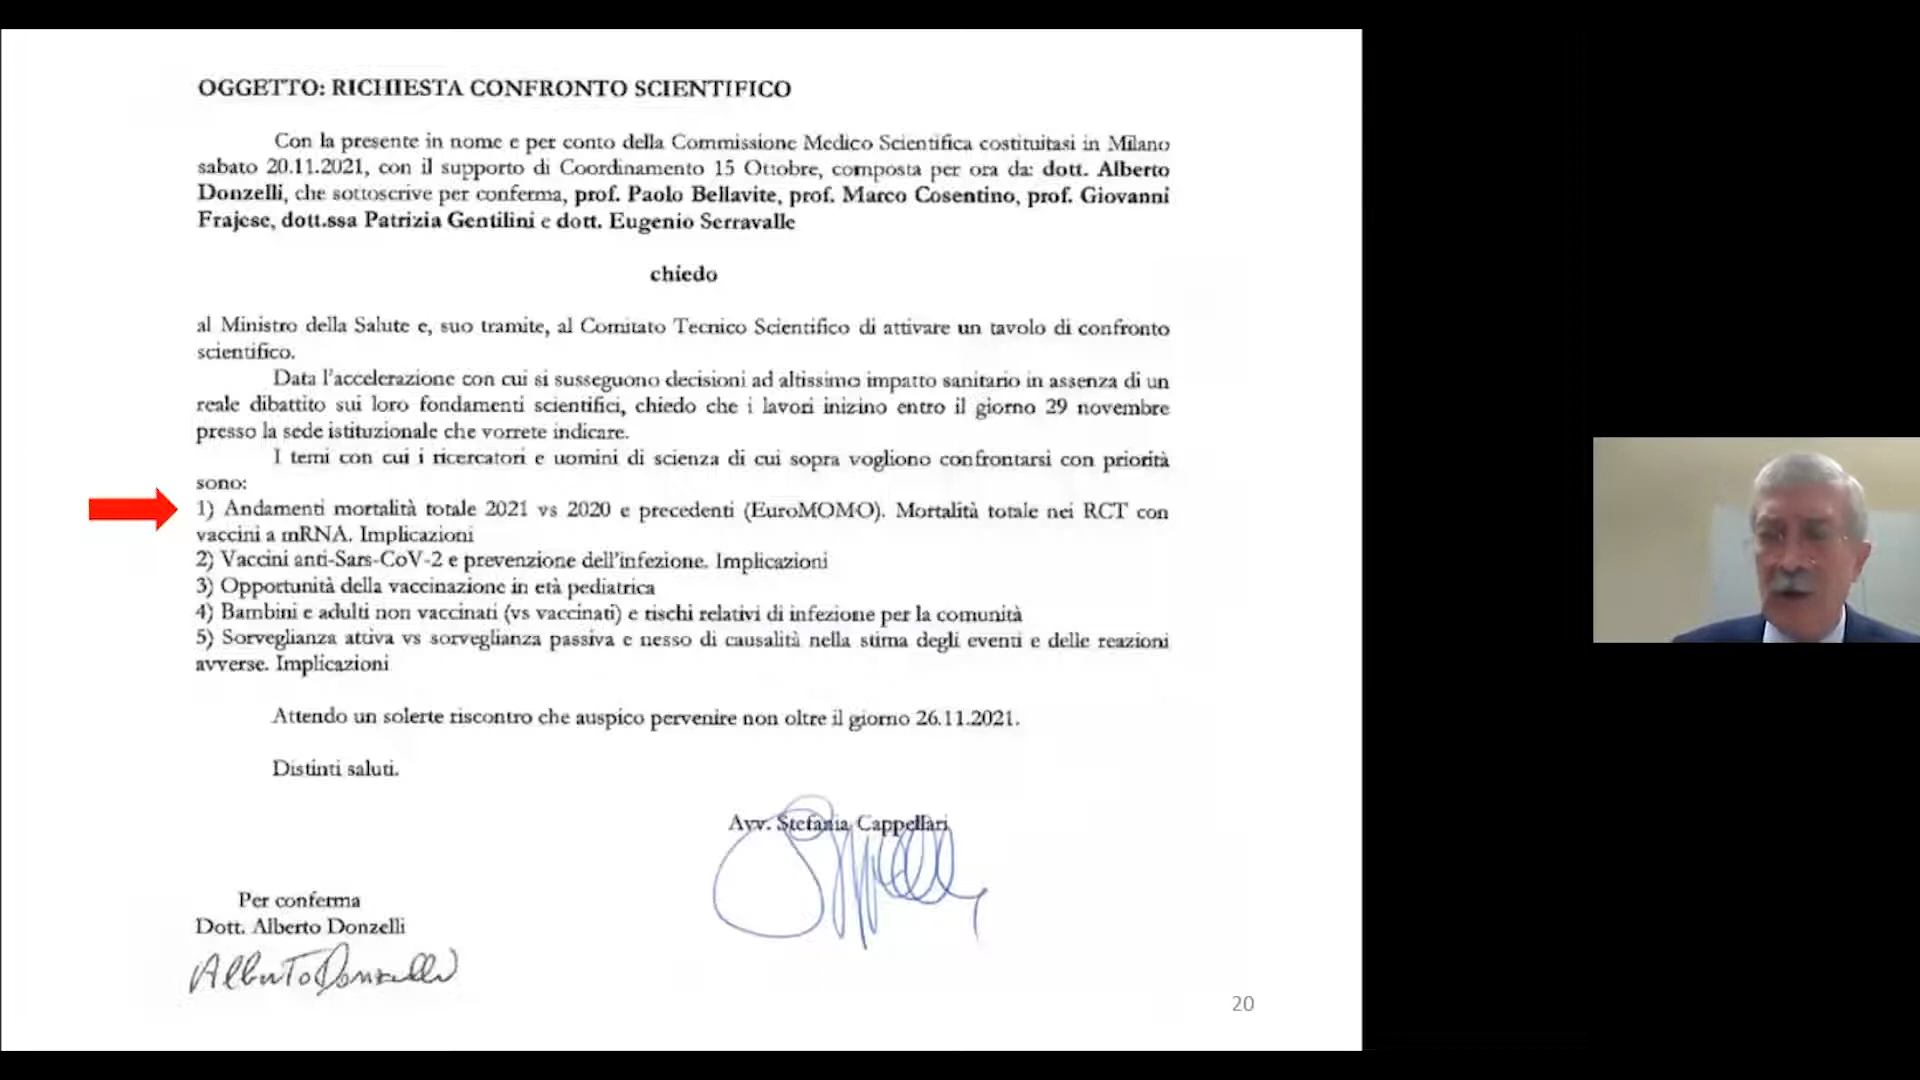 OGGETTO: RICHIESTA CONFRONTO SCIENTIFICO
Con la presente in nome e per conto della Commissione Medico Scientifica costituitasi in Milano
sabato 20.11.2021, con il supporto di Coordinamento 15 Ottobre, composta per ora da: dott. Alberto
Donzelli, che sottoscrive per conferma, prof. Paolo Bellavite, prof. Marco Cosentino, prof. Giovanni
Frajese, dott.ssa Patrizia Gentilini e dott. Eugenio Serravalle
chiedo
al Ministro della Salute e, suo tramite, al Comitato Tecnico Scientifico di attivare un tavolo di confronto
scientifico.
Data l'accelerazione con cui si susseguono decisioni ad altissimo impatto sanitario in assenza di un
reale dibattito sui loro fondamenti scientifici, chiedo che i lavori inizino entro il giorno 29 novembre
presso la sede istituzionale che vorrete indicare.
I temi con cui i ricercatori e uomini di scienza di cui sopra vogliono confrontarsi con priorità
sono:
1) Andamenti mortalità totale 2021 vs 2020 e precedenti (EuroMOMO). Mortalità totale nei RCT con
vaccini a mRNA. Implicazioni
2) Vaccini anti-Sars-CoV-2 e prevenzione dell'infezione. Implicazioni
3) Opportunità della vaccinazione in età pediatrica
4) Bambini e adulti non vaccinati (vs vaccinati) e rischi relativi di infezione per la comunità
5) Sorveglianza attiva vs sorveglianza passiva e nesso di causalità nella stima degli eventi e delle reazioni
avverse. Implicazioni
Attendo un solerte riscontro che auspico pervenire non oltre il giorno 26.11.2021.
Distinti saluti.
Avv. Stefania Cappellari
Per conferma
Dott. Alberto Donzelli
Alberto Donzelli
20